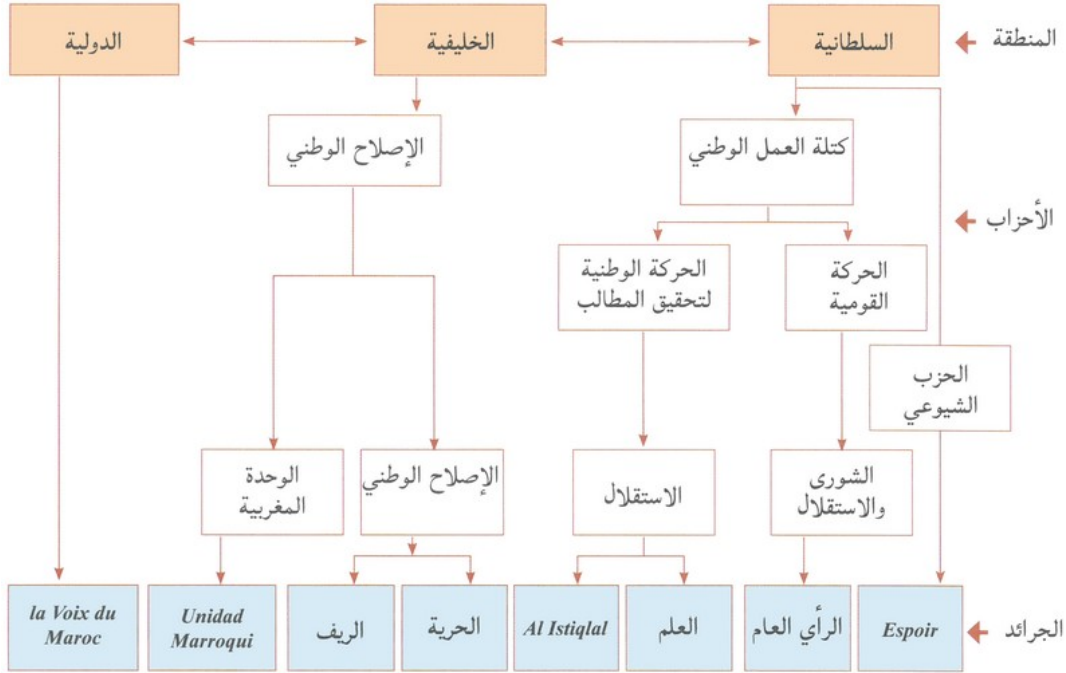 المنطقة
السلطانية
الخليفية
الدولية
الأحزاب
كتلة العمل الوطني
الإصلاح الوطني
الحركة
القومية
الحركة الوطنية
لتحقيق المطالب
الحزب
الشيوعي
الشورى
والاستقلال
الاستقلال
الإصلاح الوطني
الوحدة
المغربية
الجرائد
Espoir
الرأي العام
العلم
Al Istiqlal
الحرية
الريف
Unidad
Marroqui
la Voix du
Maroc